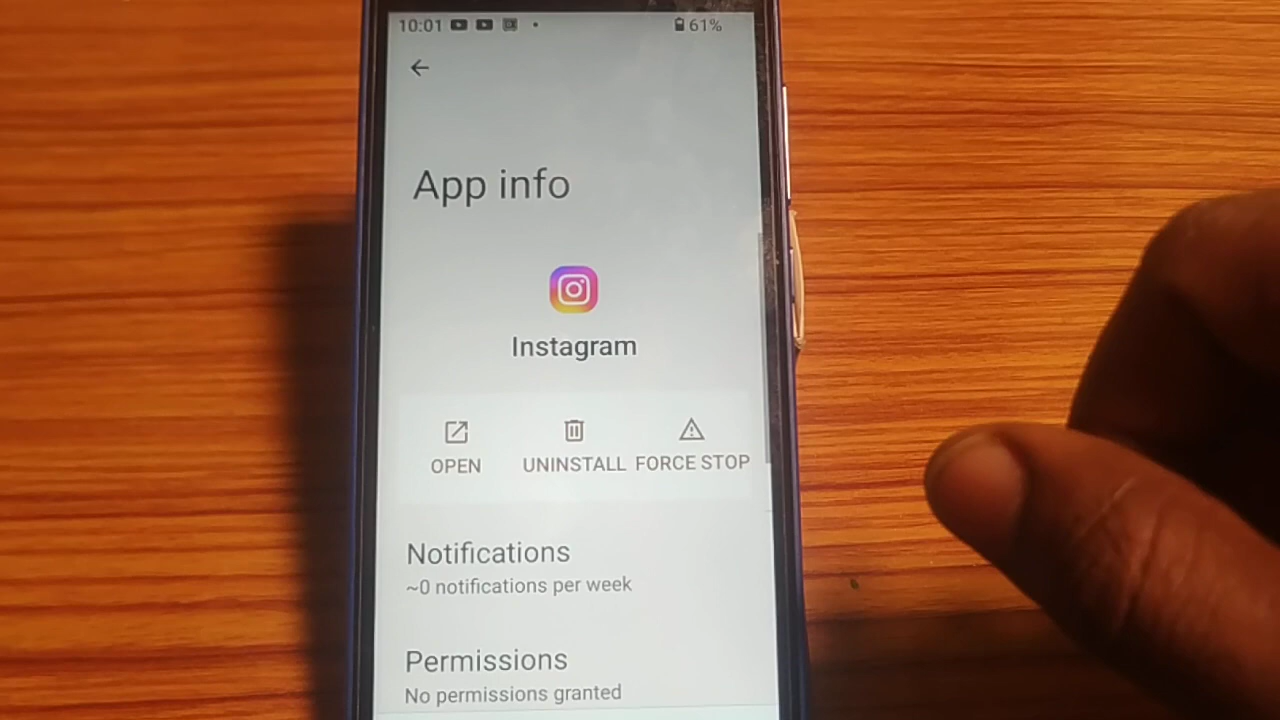 10:01 61%
App info
Instagram
OPEN UNINSTALL FORCE STOP
Notifications
~0 notifications per week
Permissions
No permissions granted